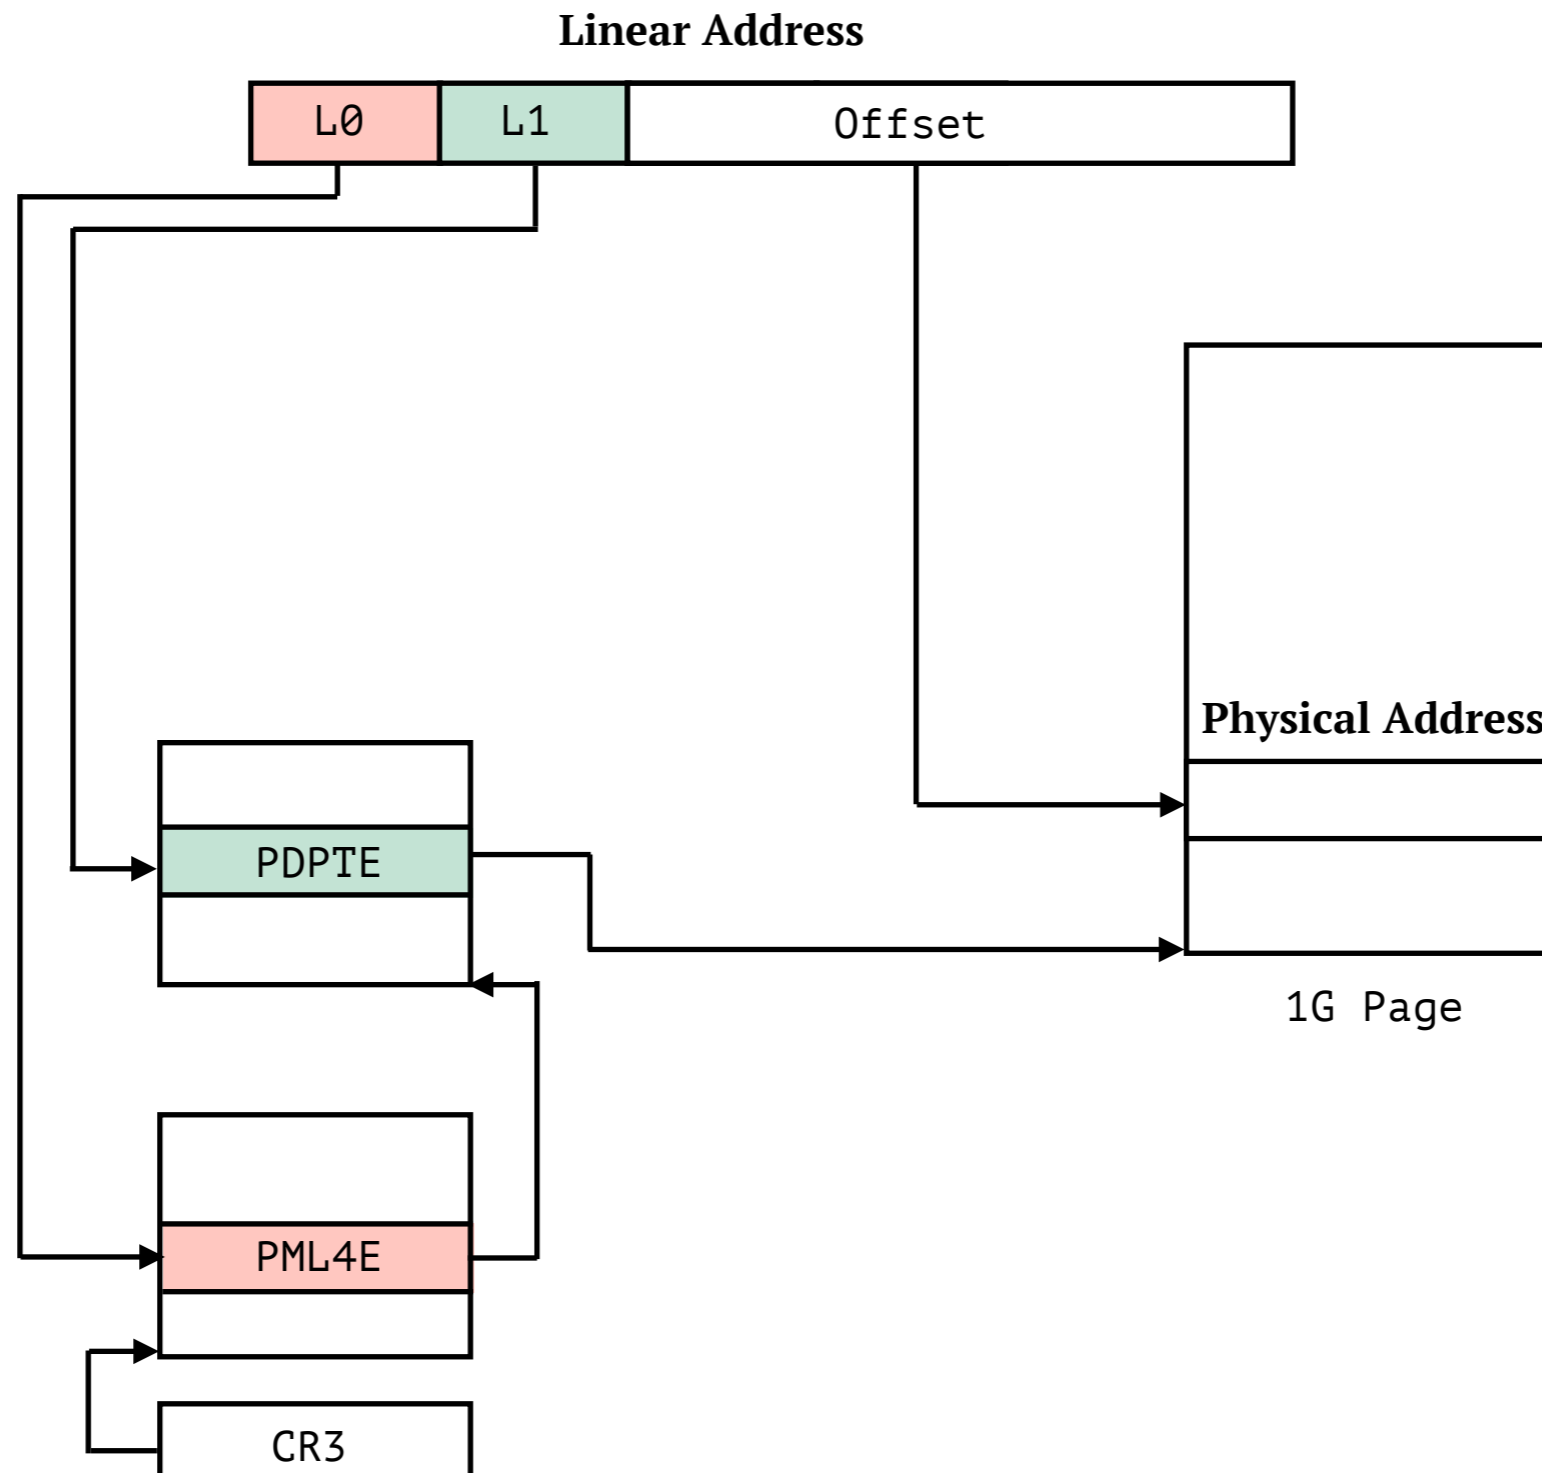 Linear Address
L0 L1 Offset
Physical Address
PDPTE
1G Page
PML4E
CR3